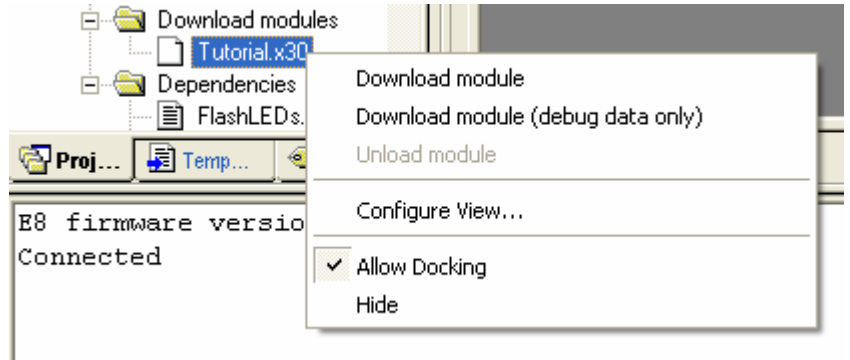 Download modules
Tutorial.x30
Dependencies
FlashLEDs.
Proj... Temp...
E8 firmware versio
Connected
Download module
Download module (debug data only)
Unload module
Configure View...
Allow Docking
Hide